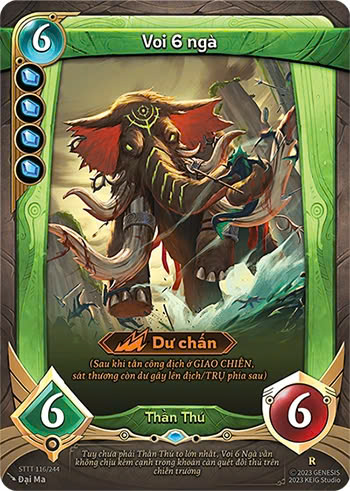 6
Voi 6 ngà
Dư chấn
(Sau khi tấn công địch ở GIAO CHIẾN,
sát thương còn dư gây lên địch/TRỤ phía sau)
6
Thần Thú
6
Tuy chưa phải Thần Thú to lớn nhất, Voi 6 Ngà vẫn
không chịu kém cạnh trong khoản càn quét đối thủ trên
chiến trường
STTT 116/244
Đại Ma
R
© 2023 GENESIS
2023 KEIG Studio